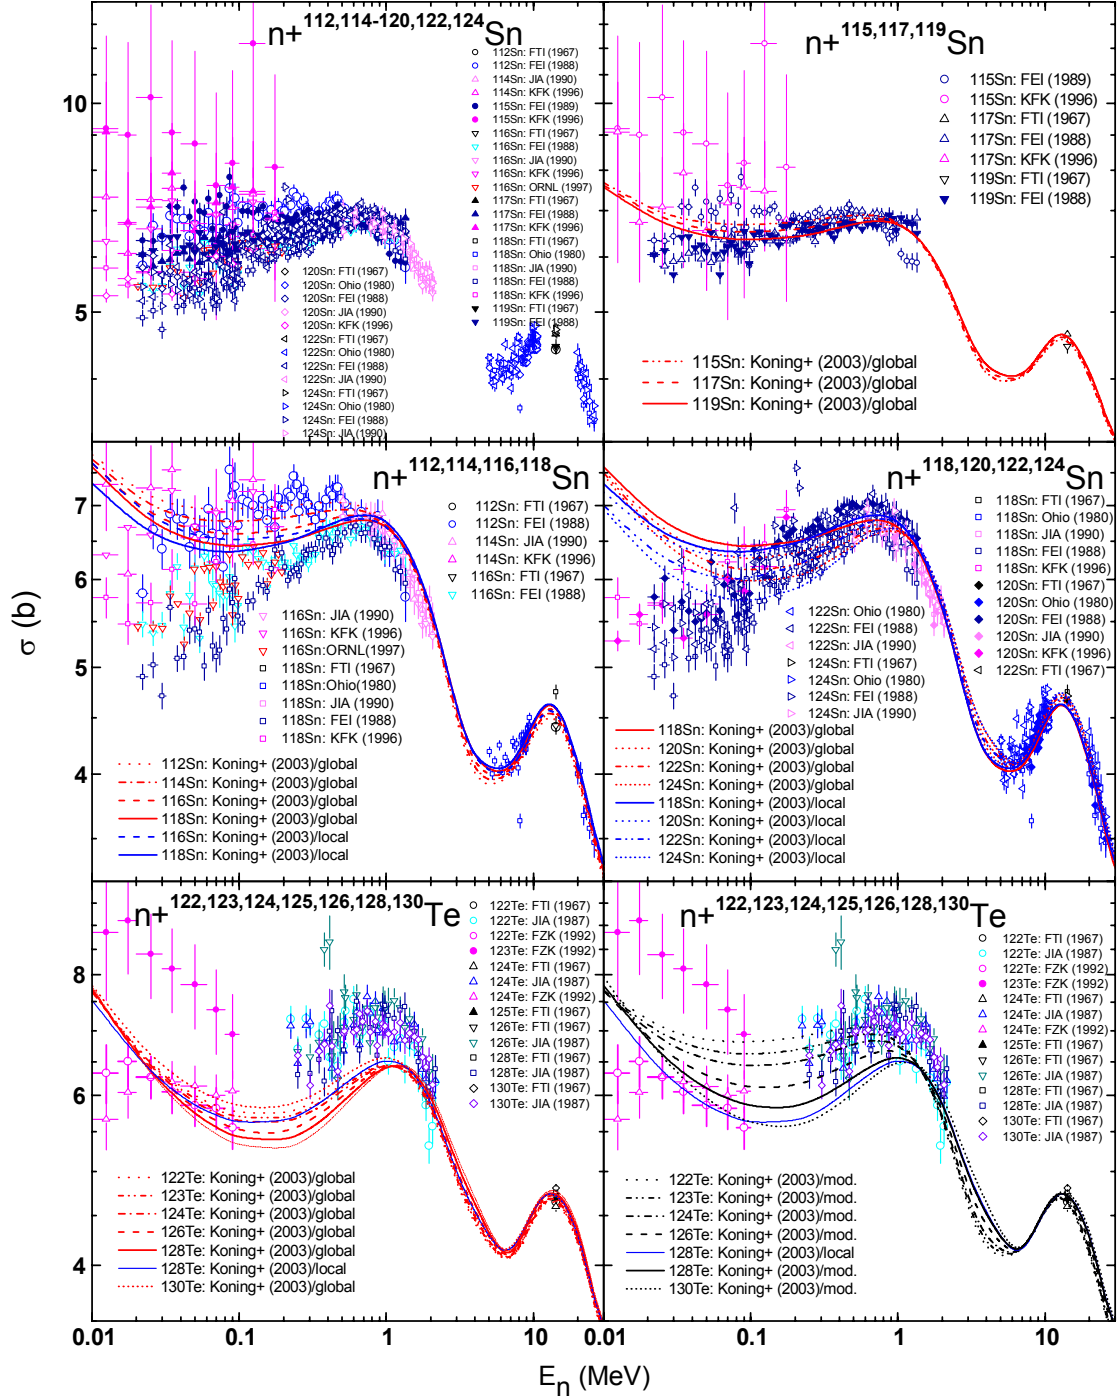 n+112,114-120,122,124Sn
112Sn: FTI (1967)
112Sn: FEI (1988)
114Sn: JIA (1990)
114Sn: KFK (1996)
115Sn: FEI (1989)
115Sn: KFK (1996)
116Sn: FTI (1967)
116Sn: FEI (1988)
116Sn: JIA (1990)
116Sn: KFK (1996)
116Sn: ORNL (1997)
117Sn: FTI (1967)
117Sn: FEI (1988)
117Sn: KFK (1996)
118Sn: FTI (1967)
118Sn: Ohio (1980)
118Sn: JIA (1990)
118Sn: FEI (1988)
118Sn: KFK (1996)
119Sn: FTI (1967)
119Sn: FEI (1988)
120Sn: FTI (1967)
120Sn: Ohio (1980)
120Sn: FEI (1988)
120Sn: JIA (1990)
120Sn: KFK (1996)
122Sn: FTI (1967)
122Sn: Ohio (1980)
122Sn: FEI (1988)
122Sn: JIA (1990)
124Sn: FTI (1967)
124Sn: Ohio (1980)
124Sn: FEI (1988)
124Sn: JIA (1990)
10
5
n+115,117,119Sn
115Sn: FEI (1989)
115Sn: KFK (1996)
117Sn: FTI (1967)
117Sn: FEI (1988)
117Sn: KFK (1996)
119Sn: FTI (1967)
119Sn: FEI (1988)
115Sn: Koning+ (2003)/global
117Sn: Koning+ (2003)/global
119Sn: Koning+ (2003)/global
n+112,114,116,118Sn
112Sn: FTI (1967)
112Sn: FEI (1988)
114Sn: JIA (1990)
114Sn: KFK (1996)
116Sn: FTI (1967)
116Sn: FEI (1988)
116Sn: JIA (1990)
116Sn: KFK (1996)
116Sn:ORNL(1997)
118Sn: FTI (1967)
118Sn:Ohio(1980)
118Sn: JIA (1990)
118Sn: FEI (1988)
118Sn: KFK (1996)
112Sn: Koning+ (2003)/global
114Sn: Koning+ (2003)/global
116Sn: Koning+ (2003)/global
118Sn: Koning+ (2003)/global
116Sn: Koning+ (2003)/local
118Sn: Koning+ (2003)/local
7
6
5
4
σ (b)
n+118,120,122,124Sn
118Sn: FTI (1967)
118Sn:Ohio (1980)
118Sn: JIA (1990)
118Sn: FEI (1988)
118Sn: KFK (1996)
120Sn: FTI (1967)
120Sn:Ohio (1980)
120Sn: FEI (1988)
120Sn: JIA (1990)
120Sn: KFK (1996)
122Sn: FTI (1967)
122Sn: Ohio (1980)
122Sn: FEI (1988)
122Sn: JIA (1990)
124Sn: FTI (1967)
124Sn: Ohio (1980)
124Sn: FEI (1988)
124Sn: JIA (1990)
118Sn: Koning+ (2003)/global
120Sn: Koning+ (2003)/global
122Sn: Koning+ (2003)/global
124Sn: Koning+ (2003)/global
118Sn: Koning+ (2003)/local
120Sn: Koning+ (2003)/local
122Sn: Koning+ (2003)/local
124Sn: Koning+ (2003)/local
n+122,123,124,125,126,128,130Te
122Te: FTI (1967)
122Te: JIA (1987)
122Te: FZK (1992)
123Te: FZK (1992)
124Te: FTI (1967)
124Te: JIA (1987)
124Te: FZK (1992)
125Te: FTI (1967)
126Te: FTI (1967)
126Te: JIA (1987)
128Te: FTI (1967)
128Te: JIA (1987)
130Te: FTI (1967)
130Te: JIA (1987)
122Te: Koning+ (2003)/global
123Te: Koning+ (2003)/global
124Te: Koning+ (2003)/global
126Te: Koning+ (2003)/global
128Te: Koning+ (2003)/global
128Te: Koning+ (2003)/local
130Te: Koning+ (2003)/global
8
6
4
0.01
0.1
1
10
n+122,123,124,125,126,128,130Te
122Te: FTI (1967)
122Te: JIA (1987)
122Te: FZK (1992)
123Te: FZK (1992)
124Te: FTI (1967)
124Te: JIA (1987)
124Te: FZK (1992)
125Te: FTI (1967)
126Te: FTI (1967)
126Te: JIA (1987)
128Te: FTI (1967)
128Te: JIA (1987)
130Te: FTI (1967)
130Te: JIA (1987)
122Te: Koning+ (2003)/mod.
123Te: Koning+ (2003)/mod.
124Te: Koning+ (2003)/mod.
126Te: Koning+ (2003)/mod.
128Te: Koning+ (2003)/local
128Te: Koning+ (2003)/mod.
130Te: Koning+ (2003)/mod.
0.01
0.1
1
10
En (MeV)